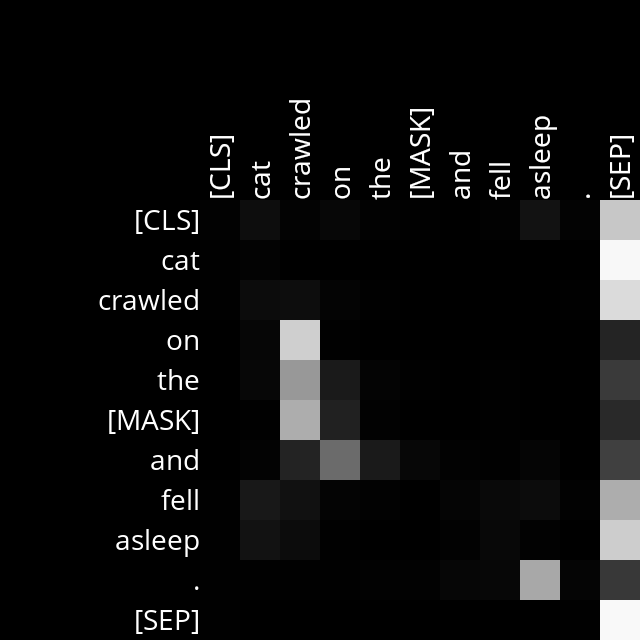 [CLS] cat crawled on the [MASK] and fell asleep . [SEP]
[CLS]
cat
crawled
on
the
[MASK]
and
fell
asleep
.
[SEP]